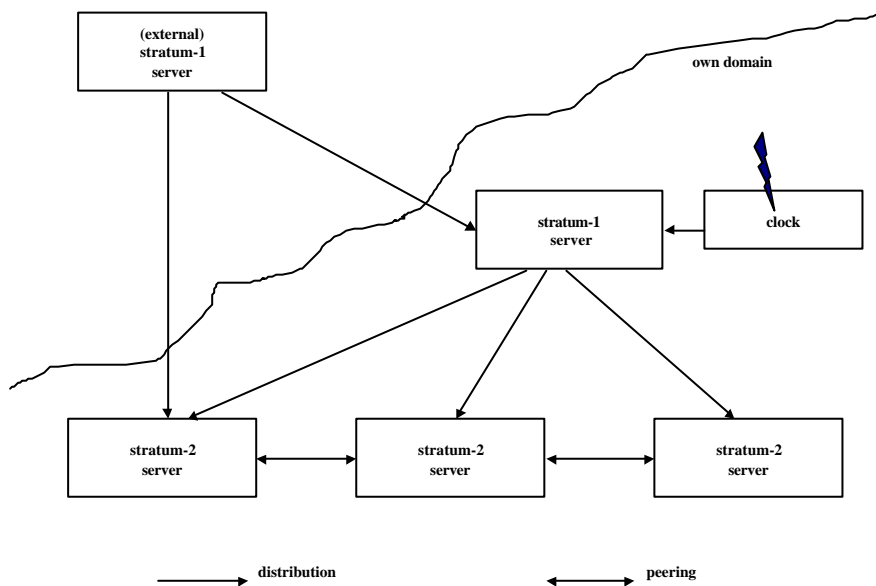 (external)
stratum-1
server
own domain
stratum-1
server
clock
stratum-2
server
stratum-2
server
stratum-2
server
distribution
peering